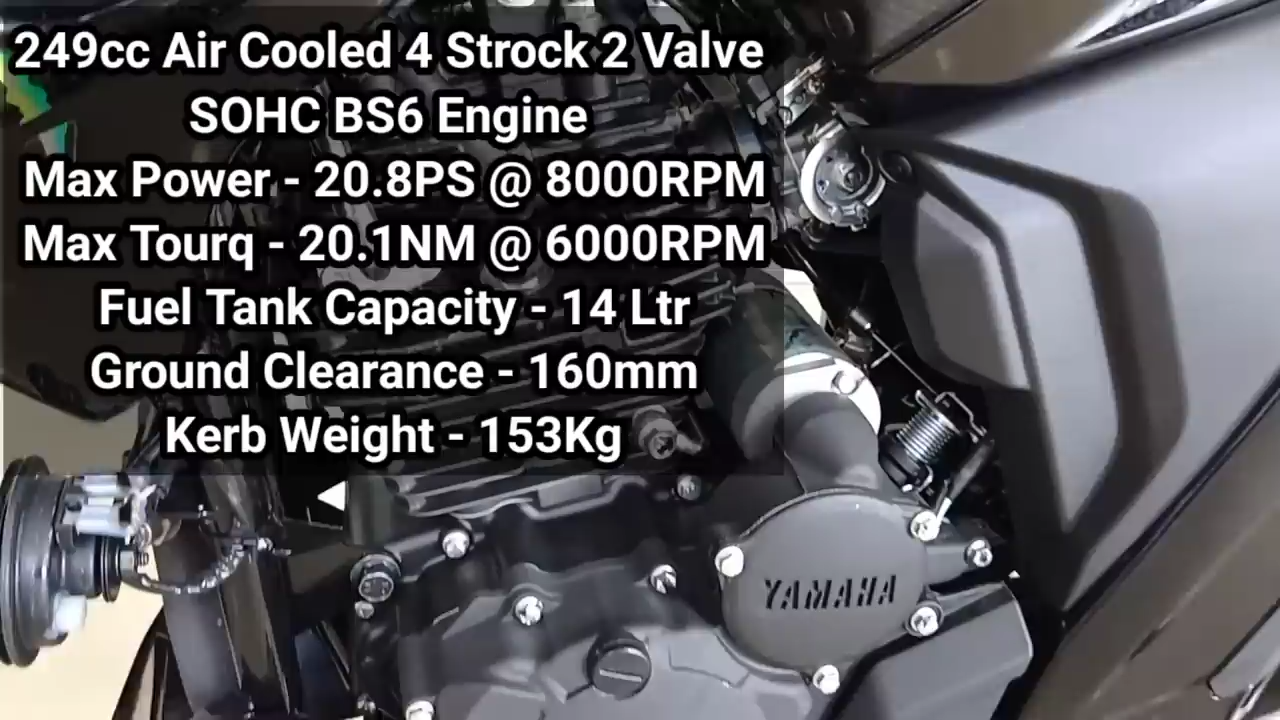 249cc Air Cooled 4 Strock 2 Valve
SOHC BS6 Engine
Max Power - 20.8PS @ 8000RPM
Max Tourq - 20.1NM @ 6000RPM
Fuel Tank Capacity - 14 Ltr
Ground Clearance - 160mm
Kerb Weight - 153Kg
YAMAHA